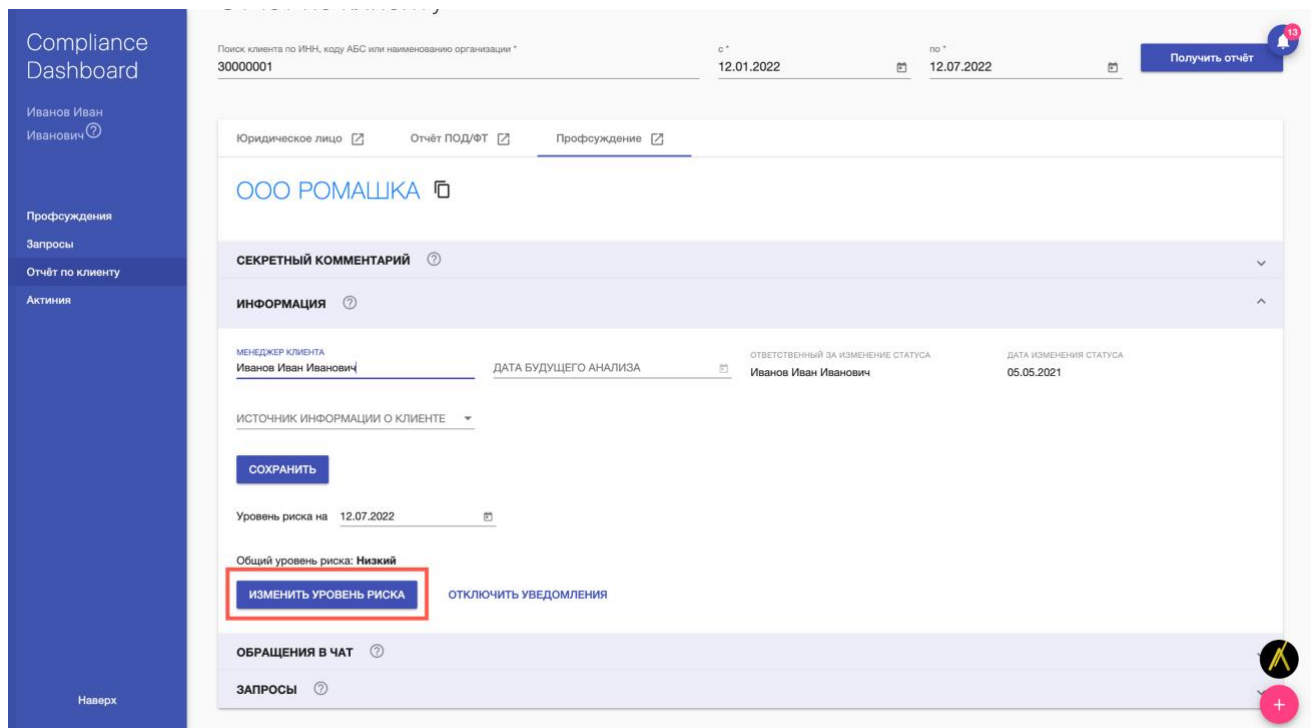 Compliance
Dashboard
Иванов Иван
Иванович
Профсуждения
Запросы
Отчёт по клиенту
Актиния
Наверх
Поиск клиента по ИНН, коду АБС или наименованию организации *
30000001
с *
12.01.2022
по *
12.07.2022
Получить отчёт
13
Юридическое лицо
Отчёт ПОД/ФТ
Профсуждение
ООО РОМАШКА
СЕКРЕТНЫЙ КОММЕНТАРИЙ
ИНФОРМАЦИЯ
МЕНЕДЖЕР КЛИЕНТА
Иванов Иван Иванович
ДАТА БУДУЩЕГО АНАЛИЗА
ОТВЕТСТВЕННЫЙ ЗА ИЗМЕНЕНИЕ СТАТУСА
Иванов Иван Иванович
ДАТА ИЗМЕНЕНИЯ СТАТУСА
05.05.2021
ИСТОЧНИК ИНФОРМАЦИИ О КЛИЕНТЕ
СОХРАНИТЬ
Уровень риска на 12.07.2022
Общий уровень риска: Низкий
ИЗМЕНИТЬ УРОВЕНЬ РИСКА
ОТКЛЮЧИТЬ УВЕДОМЛЕНИЯ
ОБРАЩЕНИЯ В ЧАТ
ЗАПРОСЫ